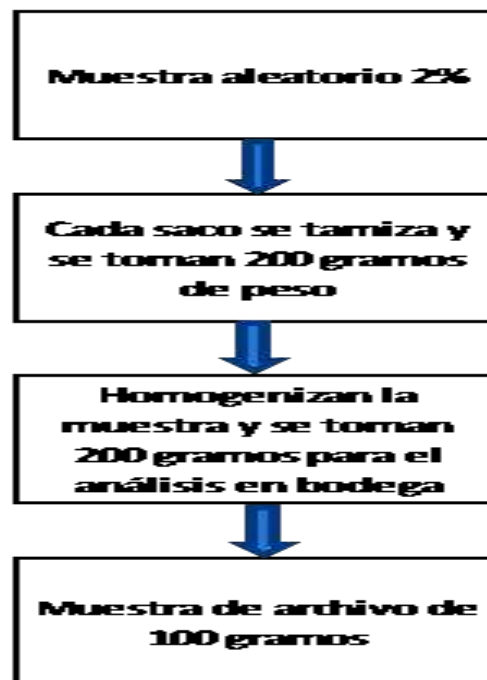 Muestra aleatorio 2%
Cada saco se tamiza y
se toman 200 gramos
de peso
Homogenizan la
muestra y se toman
200 gramos para el
análisis en bodega
Muestra de archivo de
100 gramos